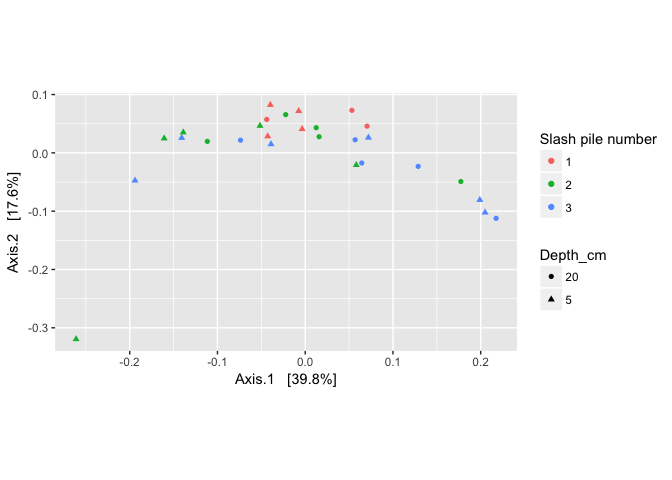 0.1
0.0
-0.1
-0.2
-0.3
Axis.2 [17.6%]
-0.2 -0.1 0.0 0.1 0.2
Axis.1 [39.8%]
Slash pile number
1
2
3
Depth_cm
20
5